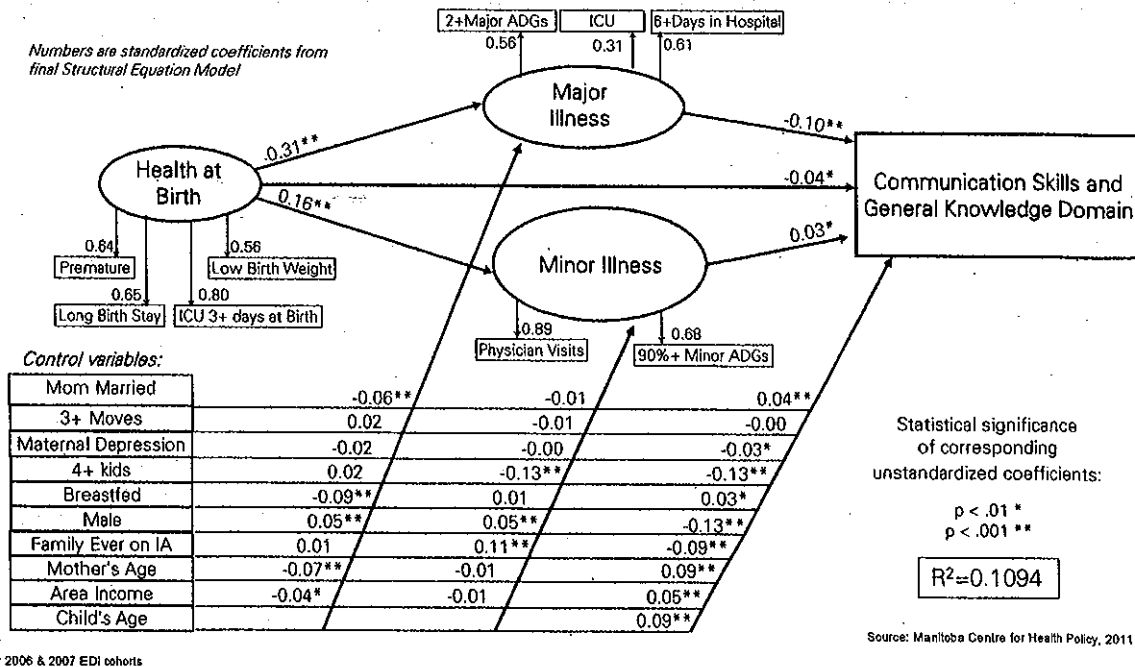 Numbers are standardized coefficients from
final Structural Equation Model
2+Major ADGs
ICU
6+Days in Hospital
0.56
0.31
0.61
Major
Illness
-0.31**
-0.10**
Health at
Birth
-0.04*
Communication Skills and
General Knowledge Domain
0.16**
0.03*
Minor Illness
0.64
0.56
Premature
Low Birth Weight
0.65
0.80
Long Birth Stay
ICU 3+ days at Birth
0.89
0.68
Physician Visits
90%+ Minor ADGs
Control variables:
Mom Married -0.06** -0.01 0.04**
3+ Moves 0.02 -0.01 -0.00
Maternal Depression -0.02 -0.00 -0.03*
4+ kids 0.02 -0.13** -0.13**
Breastfed -0.09** 0.01 0.03*
Male 0.05** 0.05** -0.13**
Family Ever on IA 0.01 0.11** -0.09**
Mother's Age -0.07** -0.01 0.09**
Area Income -0.04* -0.01 0.05**
Child's Age 0.09**
Statistical significance
of corresponding
unstandardized coefficients:
p < .01 *
p < .001 **
R²=0.1094
Source: Manitoba Centre for Health Policy, 2011
2006 & 2007 EDI cohorts